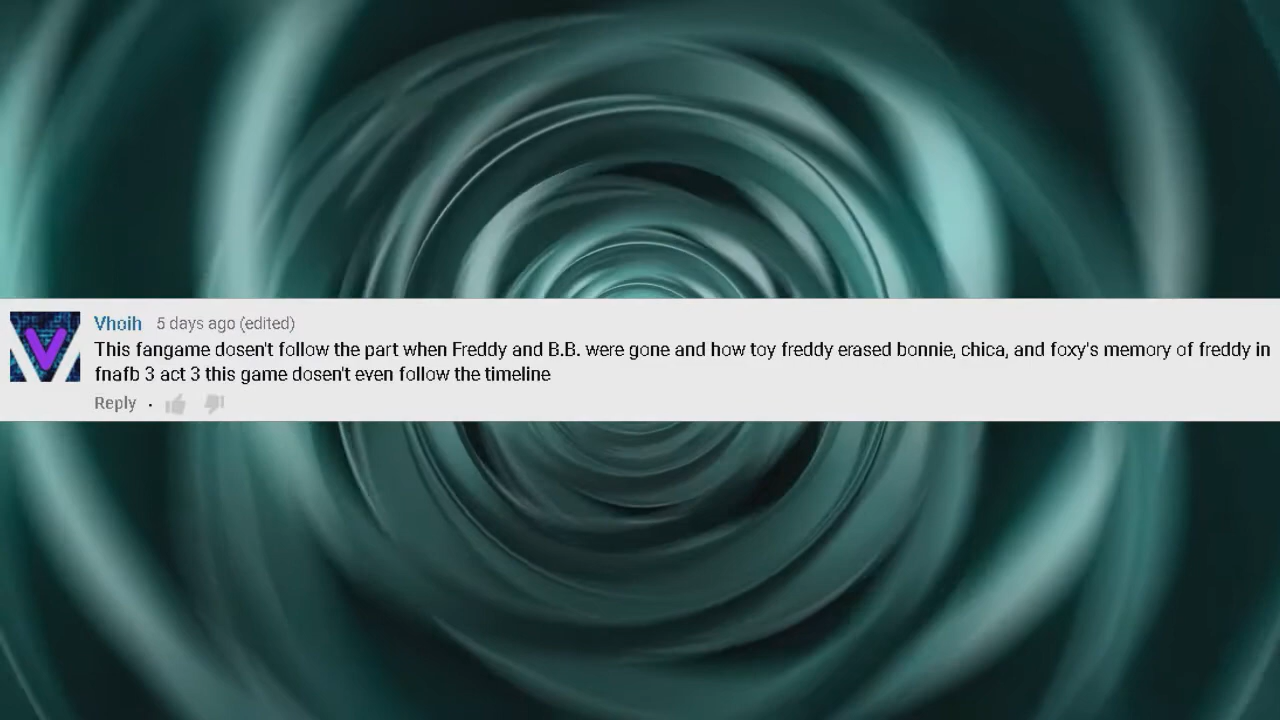 Vhoih 5 days ago (edited)
This fangame dosen't follow the part when Freddy and B.B. were gone and how toy freddy erased bonnie, chica, and foxy's memory of freddy in
fnafb 3 act 3 this game dosen't even follow the timeline
Reply ·